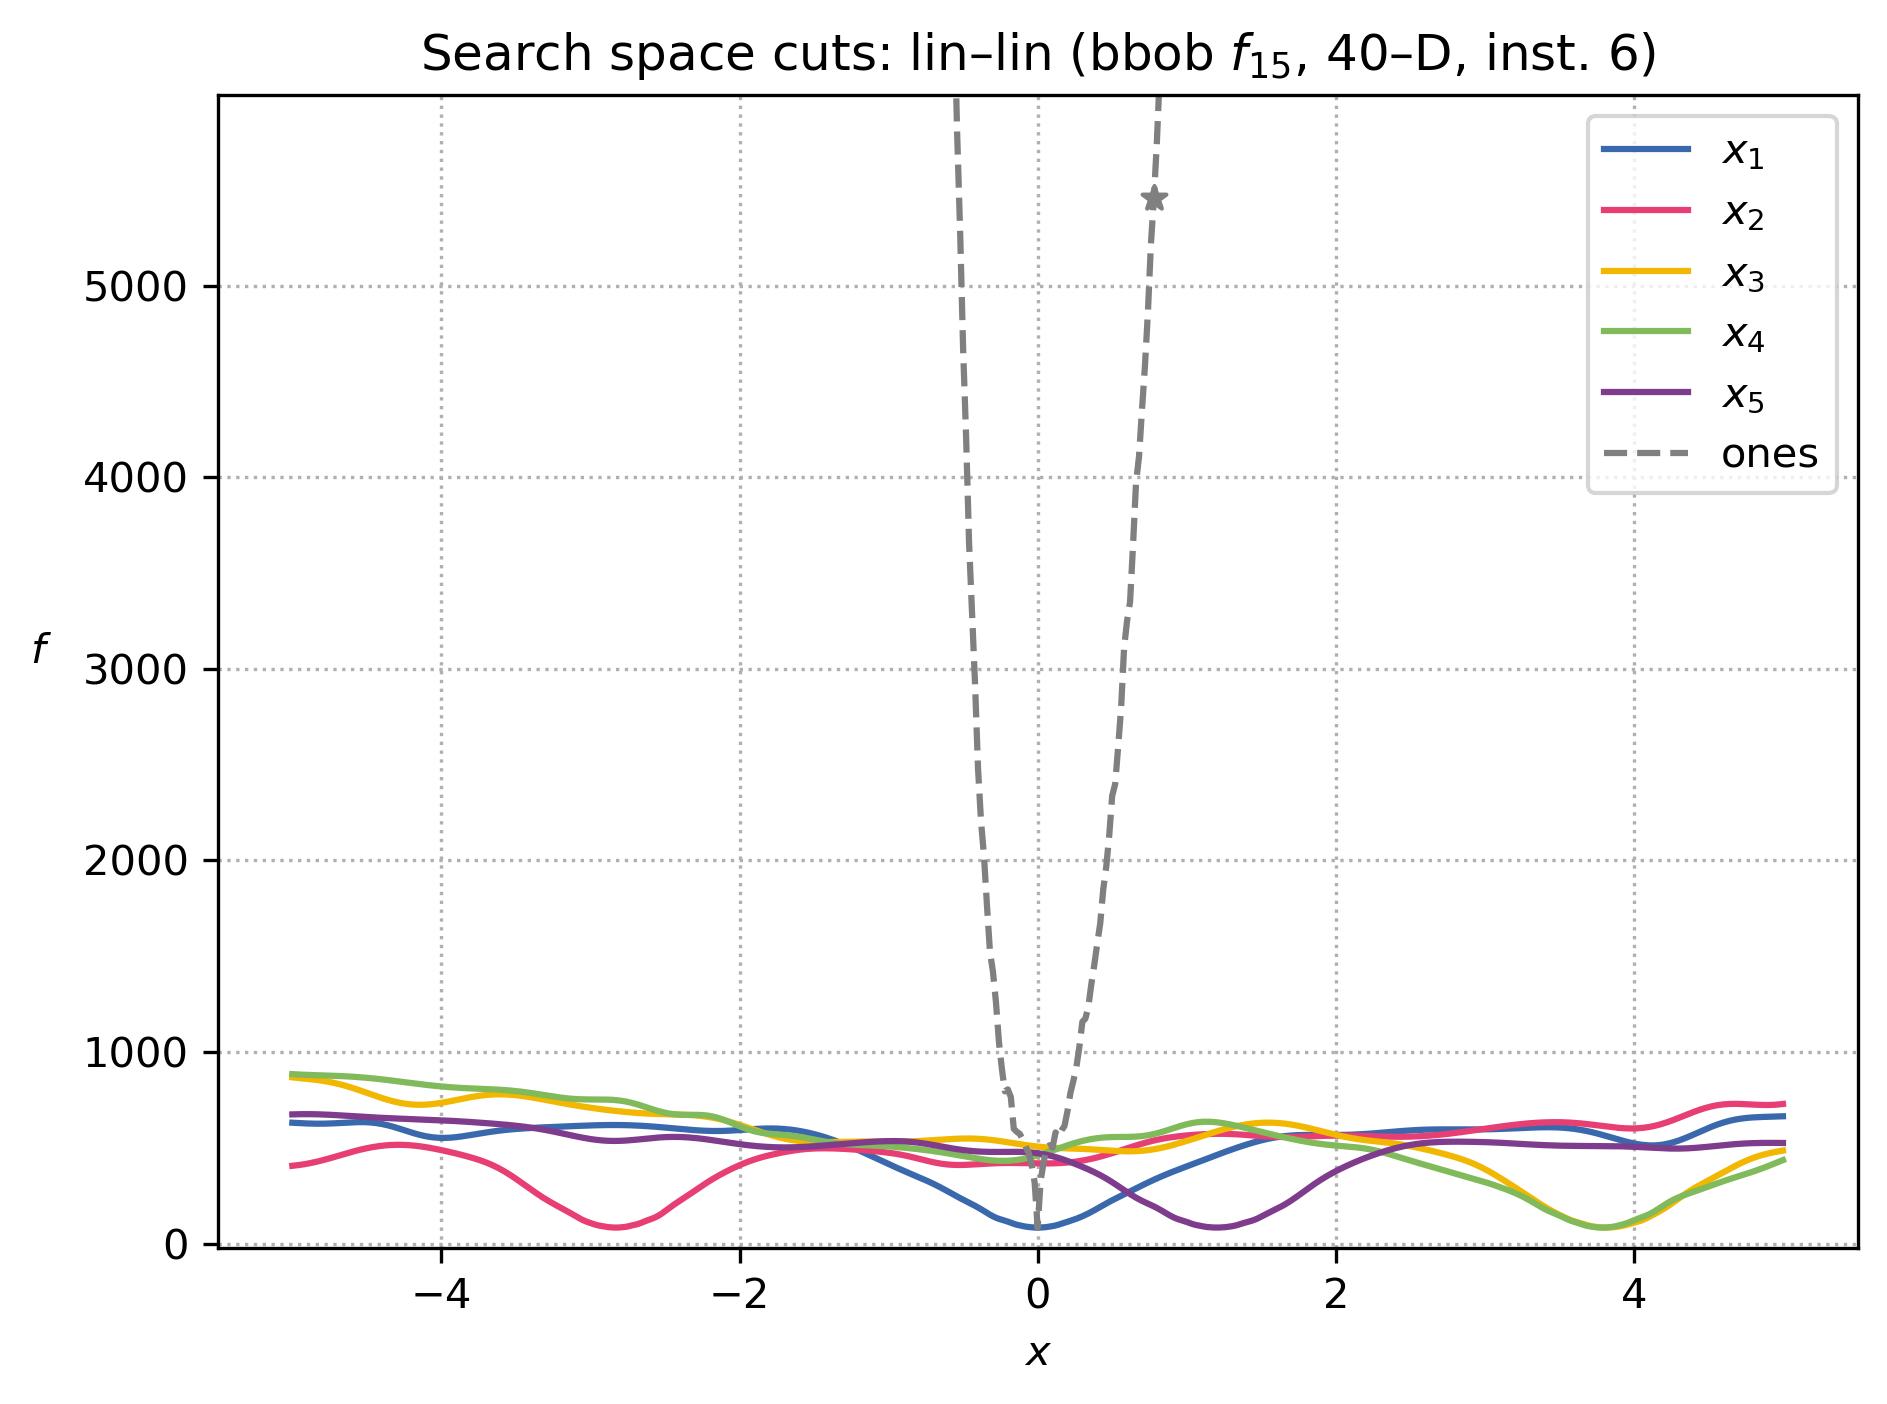 Search space cuts: lin–lin (bbob f₁₅, 40–D, inst. 6)
x₁
x₂
x₃
x₄
x₅
ones
5000
4000
3000
2000
1000
0
f
−4
−2
0
2
4
x